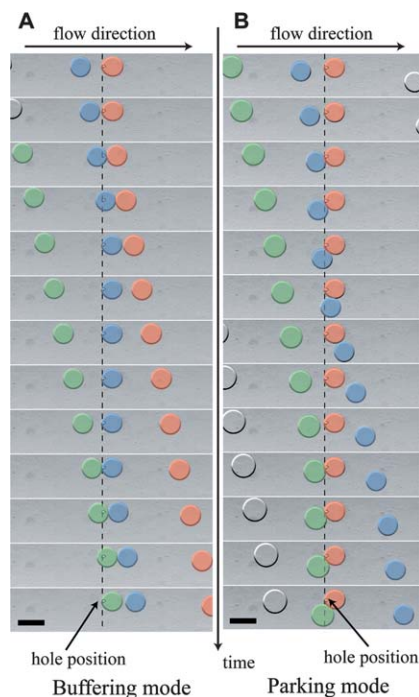 A
B
flow direction
flow direction
hole position
time
hole position
Buffering mode
Parking mode